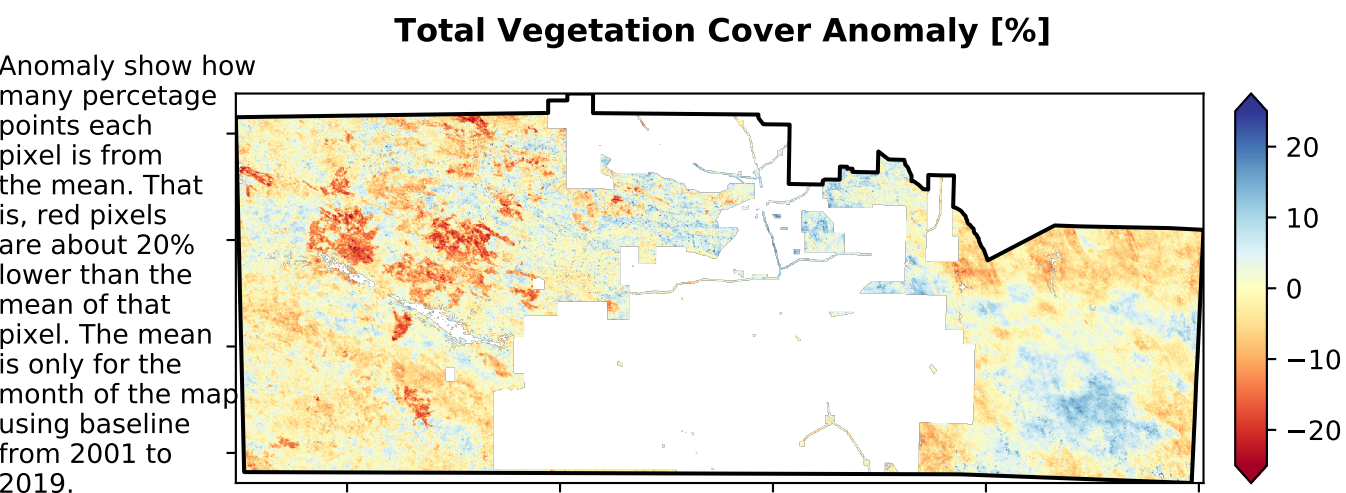 Total Vegetation Cover Anomaly [%]
Anomaly show how
many percetage
points each
pixel is from
the mean. That
is, red pixels
are about 20%
lower than the
mean of that
pixel. The mean
is only for the
month of the map
using baseline
from 2001 to
2019.
20
10
0
−10
−20